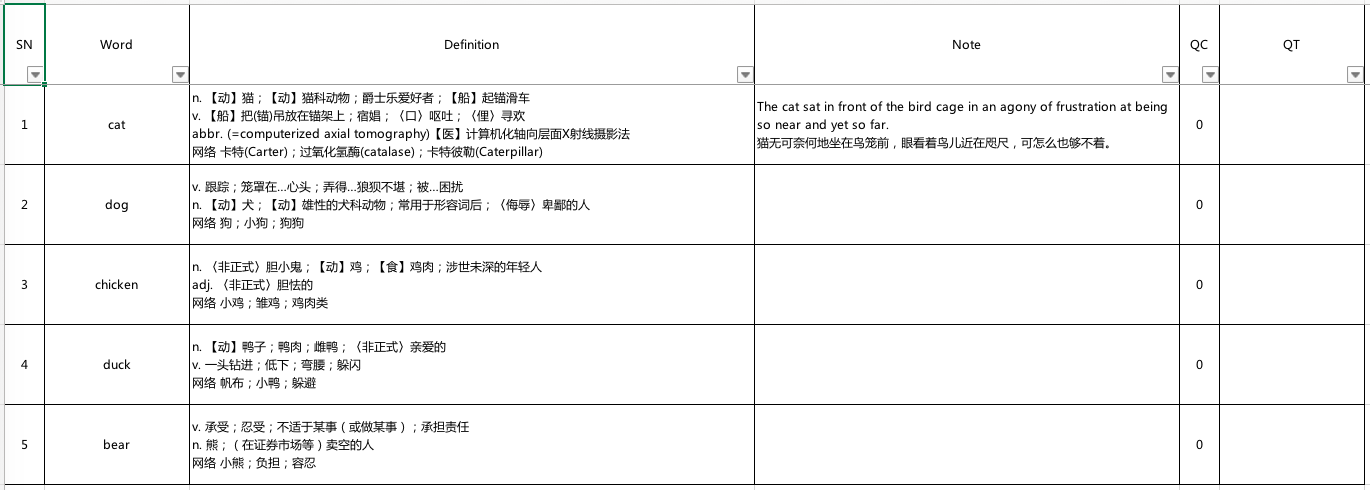 SN Word Definition Note QC QT
1 cat
n. 【动】猫；【动】猫科动物；爵士乐爱好者；【船】起锚滑车
v. 【船】把(锚)吊放在锚架上；宿娼；〈口〉呕吐；〈俚〉寻欢
abbr. (=computerized axial tomography)【医】计算机化轴向层面X射线摄影法
网络 卡特(Carter)；过氧化氢酶(catalase)；卡特彼勒(Caterpillar)
The cat sat in front of the bird cage in an agony of frustration at being
so near and yet so far.
猫无可奈何地坐在鸟笼前，眼看着鸟儿近在咫尺，可怎么也够不着。
0
2 dog
v. 跟踪；笼罩在…心头；弄得…狼狈不堪；被…困扰
n. 【动】犬；【动】雄性的犬科动物；常用于形容词后；〈侮辱〉卑鄙的人
网络 狗；小狗；狗狗
0
3 chicken
n. 〈非正式〉胆小鬼；【动】鸡；【食】鸡肉；涉世未深的年轻人
adj. 〈非正式〉胆怯的
网络 小鸡；雏鸡；鸡肉类
0
4 duck
n. 【动】鸭子；鸭肉；雌鸭；〈非正式〉亲爱的
v. 一头钻进；低下；弯腰；躲闪
网络 帆布；小鸭；躲避
0
5 bear
v. 承受；忍受；不适于某事（或做某事）；承担责任
n. 熊；（在证券市场等）卖空的人
网络 小熊；负担；容忍
0